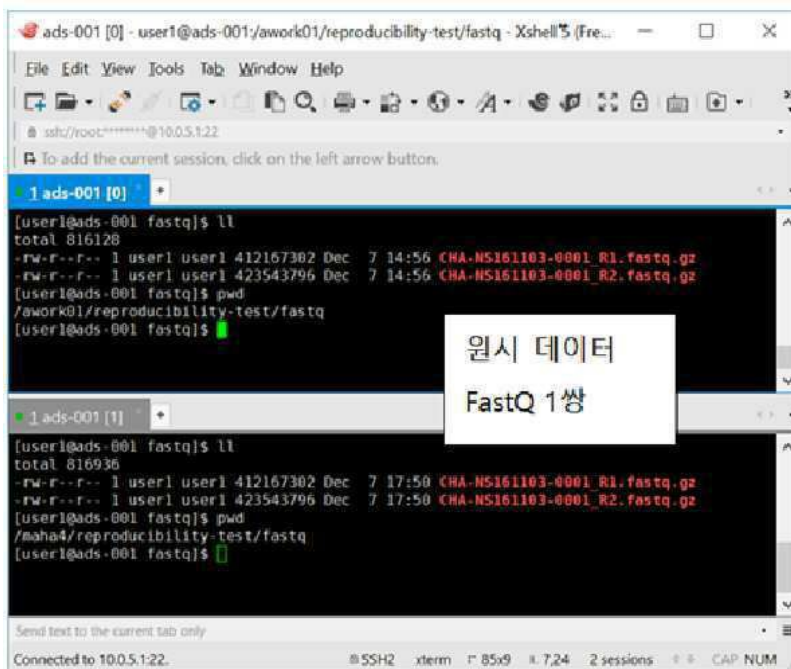 ads-001 [0] - user1@ads-001:/awork01/reproducibility-test/fastq - Xshell 5 (Fre...
File Edit View Tools Tab Window Help
ssh://root:********@10.0.5.1:22
To add the current session, click on the left arrow button.
1 ads-001 [0]
[user1@ads-001 fastq]$ ll
total 816128
-rw-r--r-- 1 user1 user1 412167302 Dec 7 14:56 CHA-NS161103-0001_R1.fastq.gz
-rw-r--r-- 1 user1 user1 423543796 Dec 7 14:56 CHA-NS161103-0001_R2.fastq.gz
[user1@ads-001 fastq]$ pwd
/awork01/reproducibility-test/fastq
[user1@ads-001 fastq]$
원시 데이터
FastQ 1쌍
1 ads-001 [1]
[user1@ads-001 fastq]$ ll
total 816936
-rw-r--r-- 1 user1 user1 412167302 Dec 7 17:50 CHA-NS161103-0001_R1.fastq.gz
-rw-r--r-- 1 user1 user1 423543796 Dec 7 17:50 CHA-NS161103-0001_R2.fastq.gz
[user1@ads-001 fastq]$ pwd
/maha4/reproducibility-test/fastq
[user1@ads-001 fastq]$
Send text to the current tab only
Connected to 10.0.5.1:22. SSH2 xterm 85x9 7,24 2 sessions CAP NUM